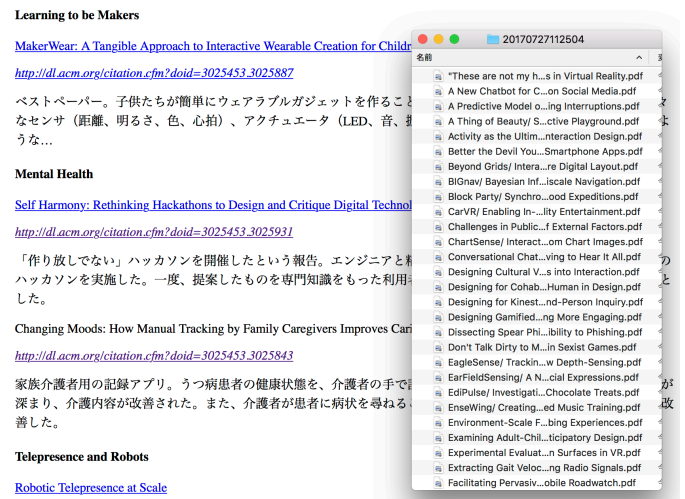 Learning to be Makers
MakerWear: A Tangible Approach to Interactive Wearable Creation for Childr
http://dl.acm.org/citation.cfm?doid=3025453.3025887
ベストペーパー。子供たちが簡単にウェアラブルガジェットを作ること 々
なセンサ（距離、明るさ、色、心拍）、アクチュエータ（LED、音、 よ
うな…
Mental Health
Self Harmony: Rethinking Hackathons to Design and Critique Digital Technol
http://dl.acm.org/citation.cfm?doid=3025453.3025931
「作り放しでない」ハッカソンを開催したという報告。エンジニアと の
ハッカソンを実施した。一度、提案したものを専門知識をもった利用 と
した。
Changing Moods: How Manual Tracking by Family Caregivers Improves Cari
http://dl.acm.org/citation.cfm?doid=3025453.3025843
家族介護者用の記録アプリ。うつ病患者の健康状態を、介護者の手で が
深まり、介護内容が改善された。また、介護者が患者に病状を尋ねる 改
善した。
Telepresence and Robots
Robotic Telepresence at Scale
20170727112504
名前
"These are not my h...s in Virtual Reality.pdf
A New Chatbot for C...on Social Media.pdf
A Predictive Model o...ing Interruptions.pdf
A Thing of Beauty/ S...ctive Playground.pdf
Activity as the Ultim...nteraction Design.pdf
Better the Devil You...Smartphone Apps.pdf
Beyond Grids/ Intera...re Digital Layout.pdf
BIGnav/ Bayesian Inf...iscale Navigation.pdf
Block Party/ Synchro...ood Expeditions.pdf
CarVR/ Enabling In-...lity Entertainment.pdf
Challenges in Public...f External Factors.pdf
ChartSense/ Interact...om Chart Images.pdf
Conversational Chat...ving to Hear It All.pdf
Designing Cultural V...s into Interaction.pdf
Designing for Cohab...Human in Design.pdf
Designing for Kinest...nd-Person Inquiry.pdf
Designing Gamified...ng More Engaging.pdf
Dissecting Spear Phi...ibility to Phishing.pdf
Don't Talk Dirty to M...in Sexist Games.pdf
EagleSense/ Trackin...w Depth-Sensing.pdf
EarFieldSensing/ A N...cial Expressions.pdf
EdiPulse/ Investigat...Chocolate Treats.pdf
EnseWing/ Creating...ed Music Training.pdf
Environment-Scale F...bing Experiences.pdf
Examining Adult-Chil...ticipatory Design.pdf
Experimental Evaluat...n Surfaces in VR.pdf
Extracting Gait Veloc...ng Radio Signals.pdf
Facilitating Pervasiv...obile Roadwatch.pdf